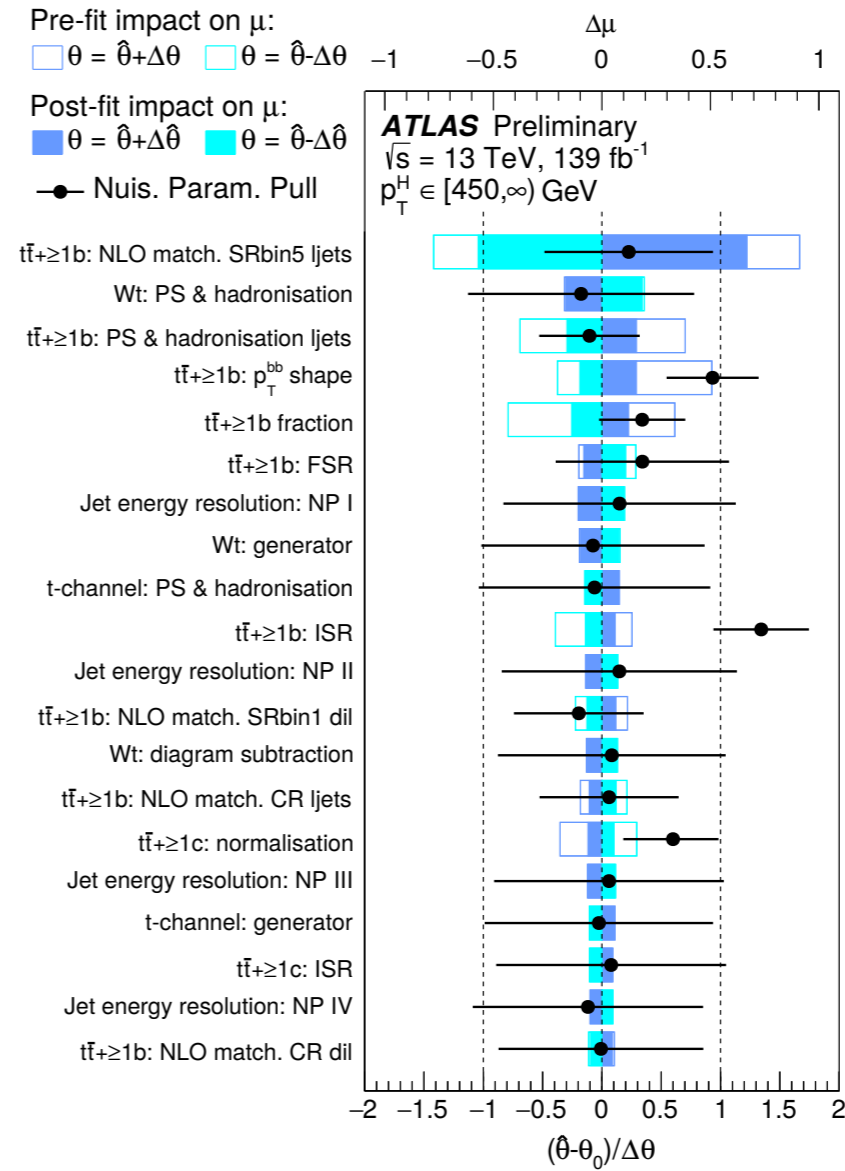 Pre-fit impact on μ:
θ = θ̂+Δθ θ = θ̂-Δθ
Post-fit impact on μ:
θ = θ̂+Δθ̂ θ = θ̂-Δθ̂
Nuis. Param. Pull
Δμ
−1 −0.5 0 0.5 1
ATLAS Preliminary
√s = 13 TeV, 139 fb⁻¹
p_T^H ∈ [450,∞) GeV
tt̄+≥1b: NLO match. SRbin5 ljets
Wt: PS & hadronisation
tt̄+≥1b: PS & hadronisation ljets
tt̄+≥1b: p_T^bb shape
tt̄+≥1b fraction
tt̄+≥1b: FSR
Jet energy resolution: NP I
Wt: generator
t-channel: PS & hadronisation
tt̄+≥1b: ISR
Jet energy resolution: NP II
tt̄+≥1b: NLO match. SRbin1 dil
Wt: diagram subtraction
tt̄+≥1b: NLO match. CR ljets
tt̄+≥1c: normalisation
Jet energy resolution: NP III
t-channel: generator
tt̄+≥1c: ISR
Jet energy resolution: NP IV
tt̄+≥1b: NLO match. CR dil
−2 −1.5 −1 −0.5 0 0.5 1 1.5 2
(θ̂-θ₀)/Δθ